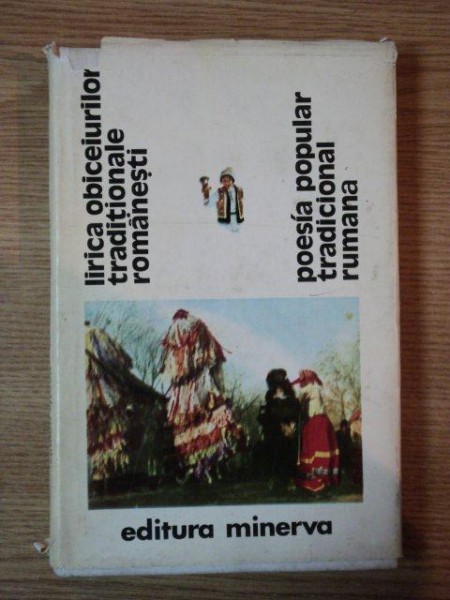 lirica obiceiurilor
tradiționale
românești
poesía popular
tradicional
rumana
editura minerva